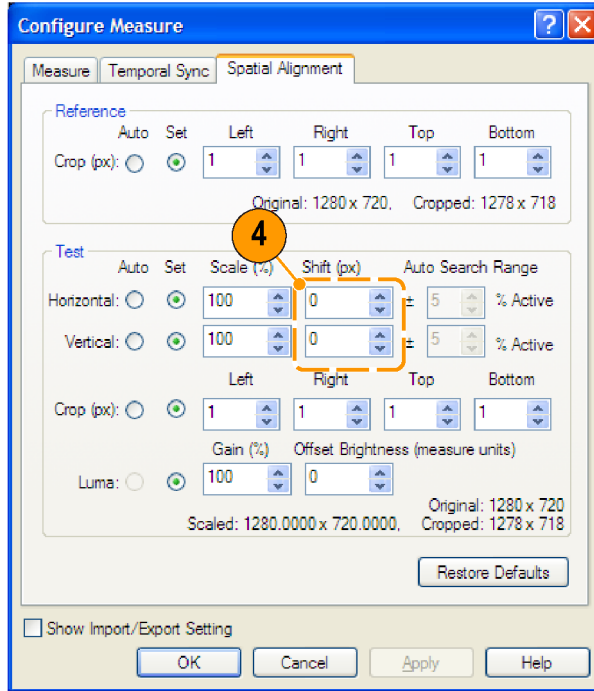 Configure Measure
Measure Temporal Sync Spatial Alignment
Reference
Auto Set Left Right Top Bottom
Crop (px): 1 1 1 1
Original: 1280 x 720, Cropped: 1278 x 718
4
Test
Auto Set Scale (%) Shift (px) Auto Search Range
Horizontal: 100 0 ± 5 % Active
Vertical: 100 0 ± 5 % Active
Left Right Top Bottom
Crop (px): 1 1 1 1
Gain (%) Offset Brightness (measure units)
Luma: 100 0
Original: 1280 x 720
Scaled: 1280.0000 x 720.0000, Cropped: 1278 x 718
Restore Defaults
Show Import/Export Setting
OK Cancel Apply Help